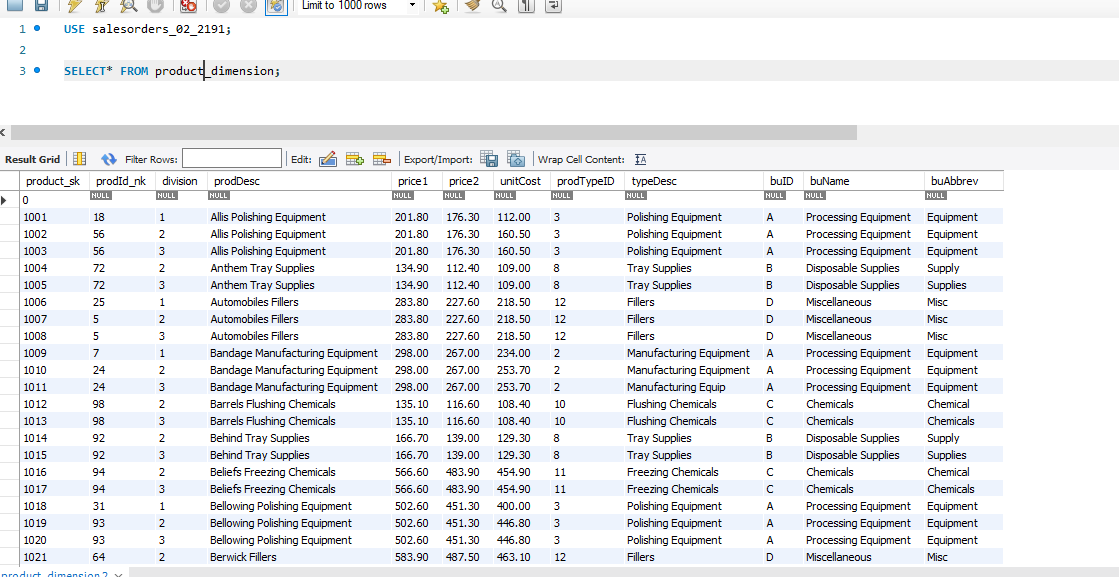 Limit to 1000 rows
1 USE salesorders_02_2191;
2
3 SELECT* FROM product_dimension;
Result Grid Filter Rows: Edit: Export/Import: Wrap Cell Content: IA
product_sk prodId_nk division prodDesc price1 price2 unitCost prodTypeID typeDesc buID buName buAbbrev
0 NULL NULL NULL NULL NULL NULL NULL NULL NULL NULL NULL
1001 18 1 Allis Polishing Equipment 201.80 176.30 112.00 3 Polishing Equipment A Processing Equipment Equipment
1002 56 2 Allis Polishing Equipment 201.80 176.30 160.50 3 Polishing Equipment A Processing Equipment Equipment
1003 56 3 Allis Polishing Equipment 201.80 176.30 160.50 3 Polishing Equipment A Processing Equipment Equipment
1004 72 2 Anthem Tray Supplies 134.90 112.40 109.00 8 Tray Supplies B Disposable Supplies Supply
1005 72 3 Anthem Tray Supplies 134.90 112.40 109.00 8 Tray Supplies B Disposable Supplies Supplies
1006 25 1 Automobiles Fillers 283.80 227.60 218.50 12 Fillers D Miscellaneous Misc
1007 5 2 Automobiles Fillers 283.80 227.60 218.50 12 Fillers D Miscellaneous Misc
1008 5 3 Automobiles Fillers 283.80 227.60 218.50 12 Fillers D Miscellaneous Misc
1009 7 1 Bandage Manufacturing Equipment 298.00 267.00 234.00 2 Manufacturing Equipment A Processing Equipment Equipment
1010 24 2 Bandage Manufacturing Equipment 298.00 267.00 253.70 2 Manufacturing Equipment A Processing Equipment Equipment
1011 24 3 Bandage Manufacturing Equipment 298.00 267.00 253.70 2 Manufacturing Equip A Processing Equipment Equipment
1012 98 2 Barrels Flushing Chemicals 135.10 116.60 108.40 10 Flushing Chemicals C Chemicals Chemical
1013 98 3 Barrels Flushing Chemicals 135.10 116.60 108.40 10 Flushing Chemicals C Chemicals Chemicals
1014 92 2 Behind Tray Supplies 166.70 139.00 129.30 8 Tray Supplies B Disposable Supplies Supply
1015 92 3 Behind Tray Supplies 166.70 139.00 129.30 8 Tray Supplies B Disposable Supplies Supplies
1016 94 2 Beliefs Freezing Chemicals 566.60 483.90 454.90 11 Freezing Chemicals C Chemicals Chemical
1017 94 3 Beliefs Freezing Chemicals 566.60 483.90 454.90 11 Freezing Chemicals C Chemicals Chemicals
1018 31 1 Bellowing Polishing Equipment 502.60 451.30 400.00 3 Polishing Equipment A Processing Equipment Equipment
1019 93 2 Bellowing Polishing Equipment 502.60 451.30 446.80 3 Polishing Equipment A Processing Equipment Equipment
1020 93 3 Bellowing Polishing Equipment 502.60 451.30 446.80 3 Polishing Equipment A Processing Equipment Equipment
1021 64 2 Berwick Fillers 583.90 487.50 463.10 12 Fillers D Miscellaneous Misc
product_dimension 2